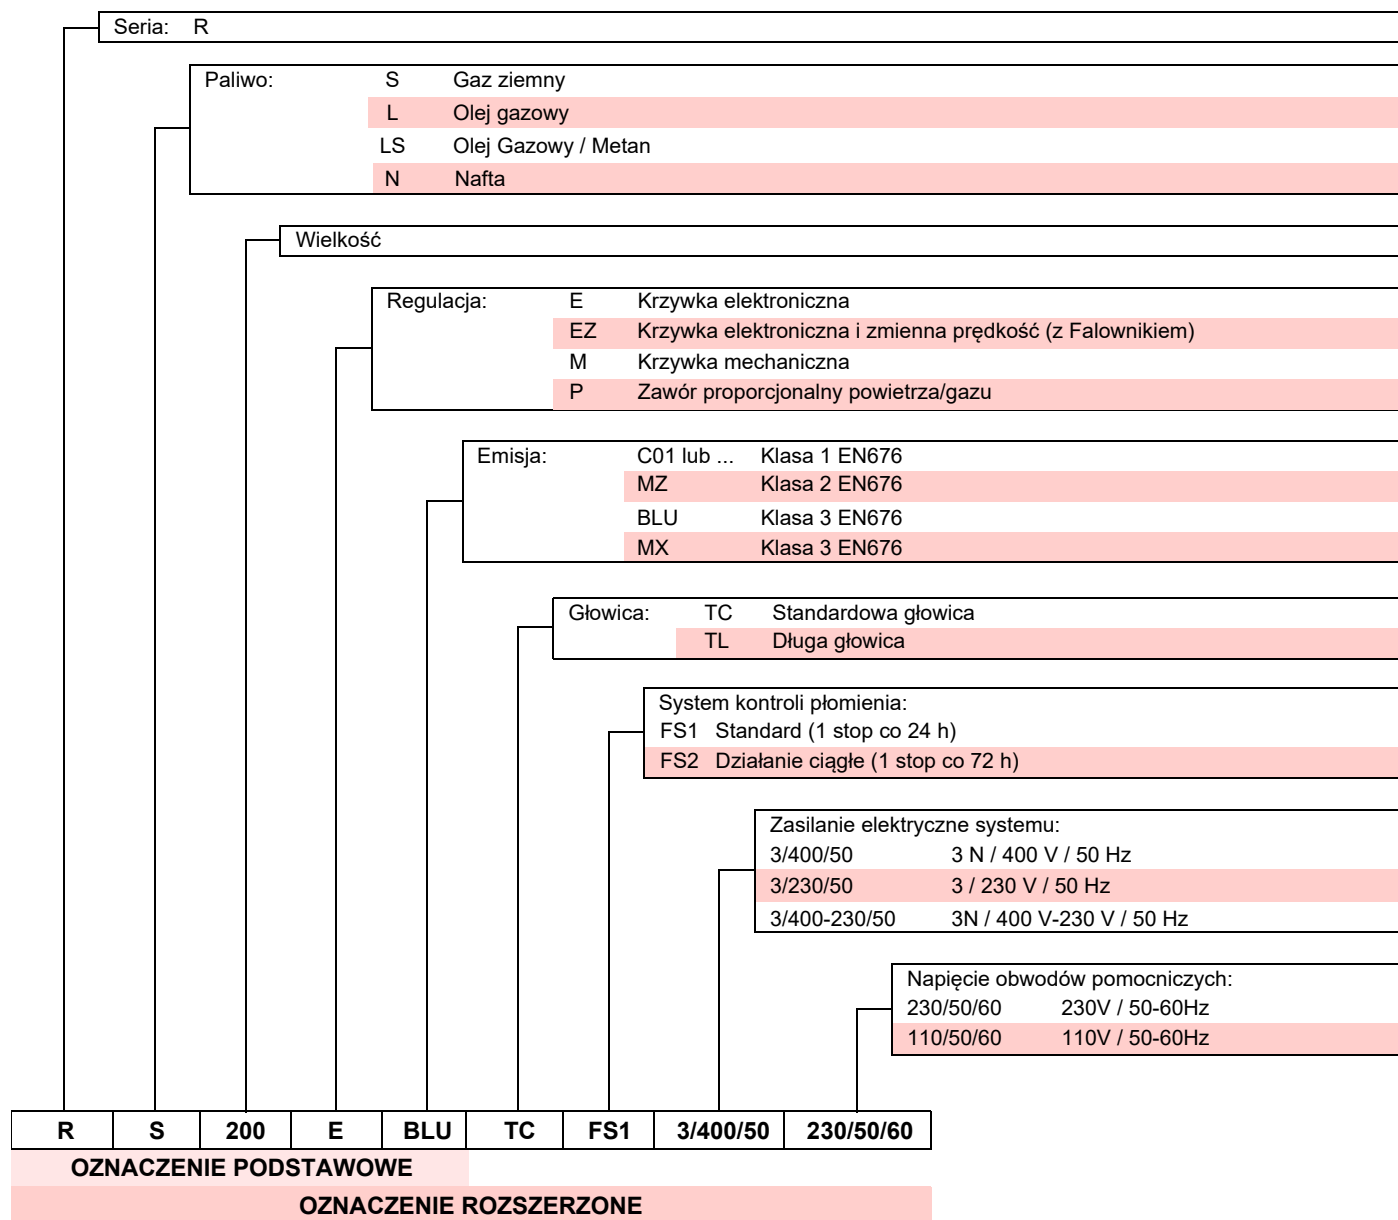 Seria: R
Paliwo: S Gaz ziemny
L Olej gazowy
LS Olej Gazowy / Metan
N Nafta
Wielkość
Regulacja: E Krzywka elektroniczna
EZ Krzywka elektroniczna i zmienna prędkość (z Falownikiem)
M Krzywka mechaniczna
P Zawór proporcjonalny powietrza/gazu
Emisja: C01 lub ... Klasa 1 EN676
MZ Klasa 2 EN676
BLU Klasa 3 EN676
MX Klasa 3 EN676
Głowica: TC Standardowa głowica
TL Długa głowica
System kontroli płomienia:
FS1 Standard (1 stop co 24 h)
FS2 Działanie ciągłe (1 stop co 72 h)
Zasilanie elektryczne systemu:
3/400/50 3 N / 400 V / 50 Hz
3/230/50 3 / 230 V / 50 Hz
3/400-230/50 3N / 400 V-230 V / 50 Hz
Napięcie obwodów pomocniczych:
230/50/60 230V / 50-60Hz
110/50/60 110V / 50-60Hz
R S 200 E BLU TC FS1 3/400/50 230/50/60
OZNACZENIE PODSTAWOWE
OZNACZENIE ROZSZERZONE